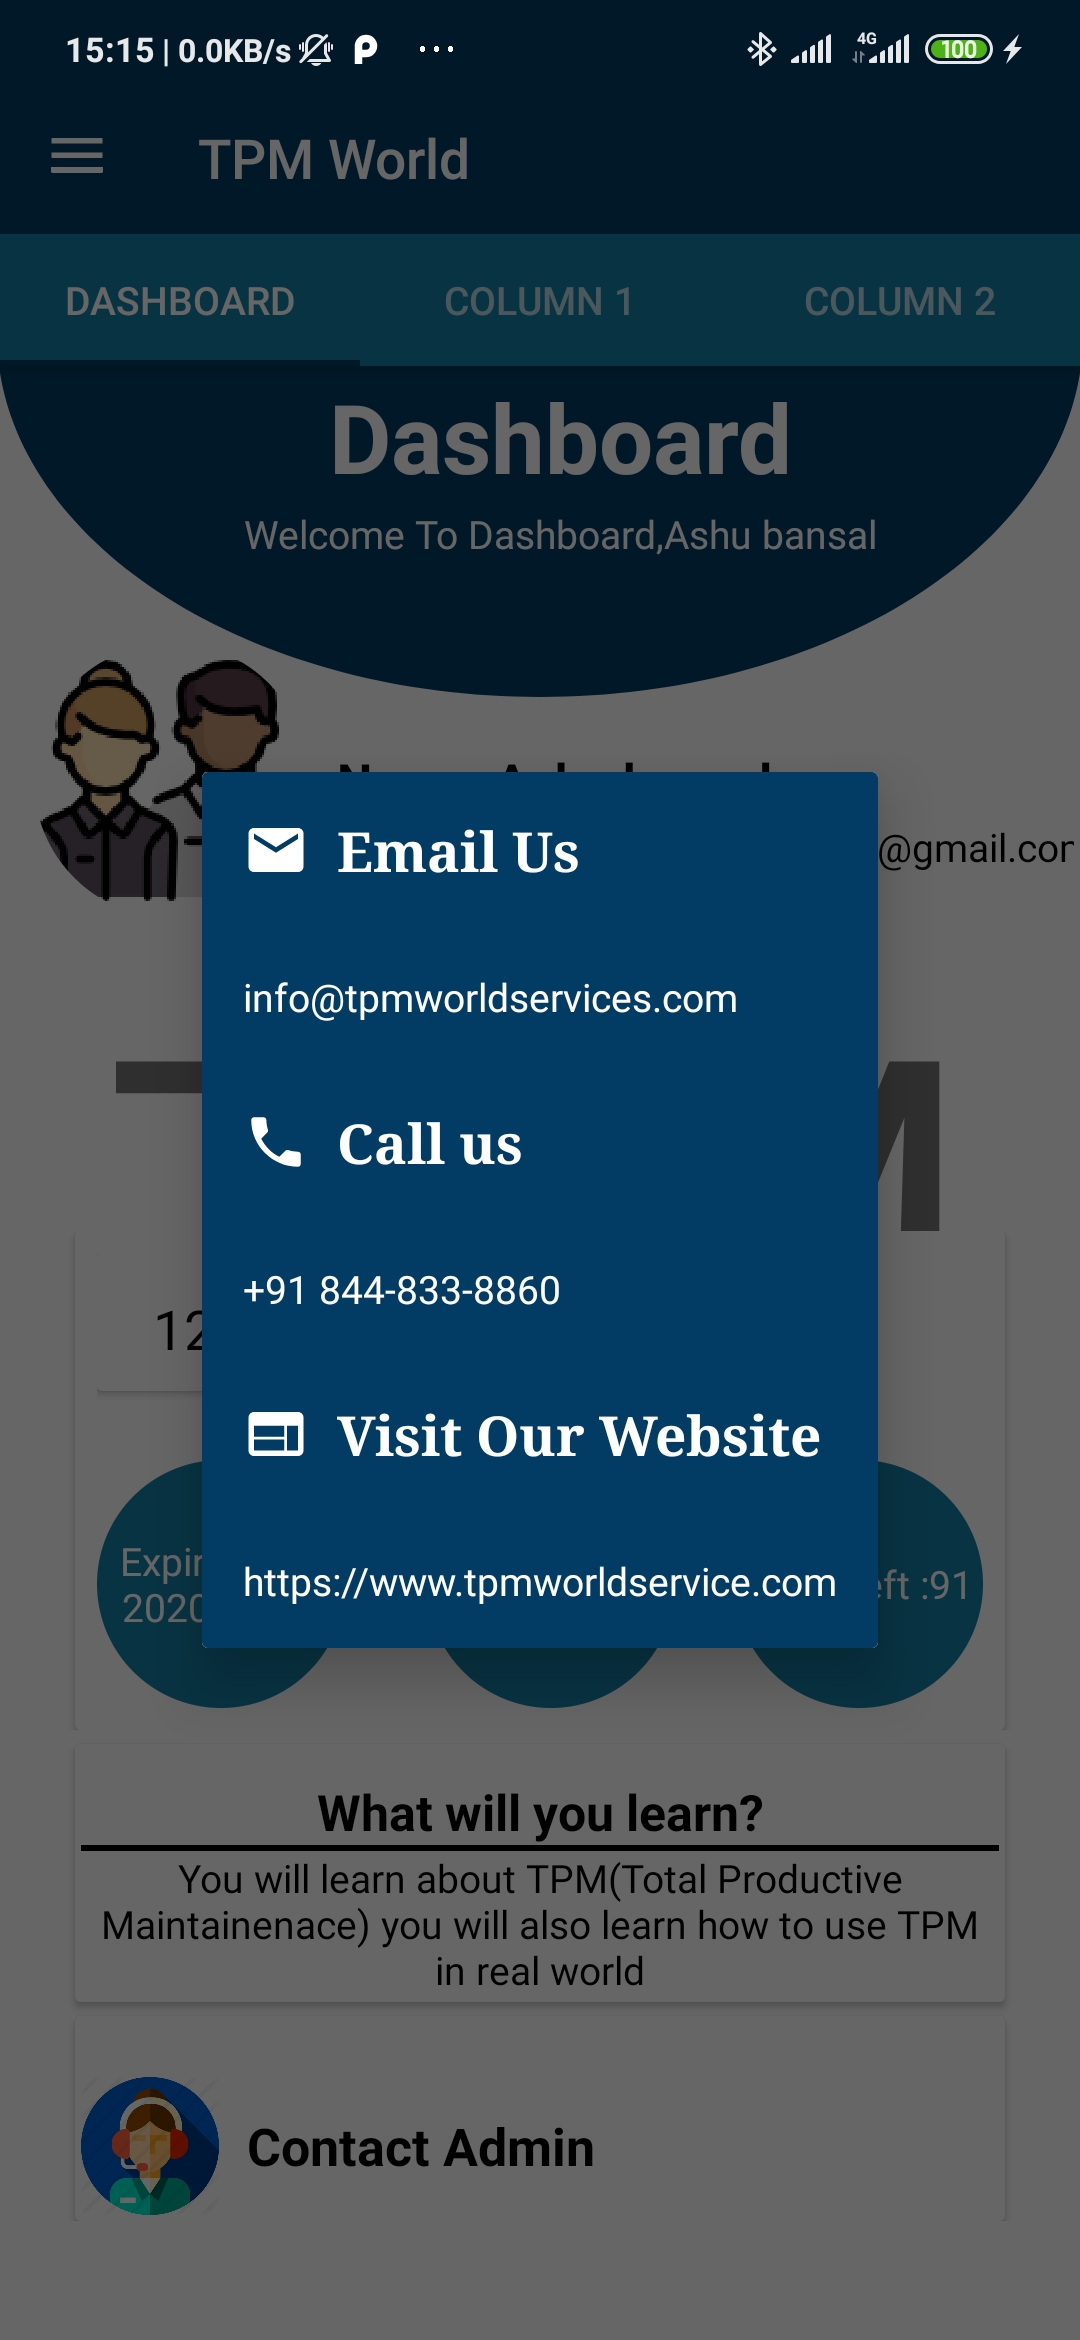 15:15 | 0.0KB/s 4G 100
TPM World
DASHBOARD COLUMN 1 COLUMN 2
Dashboard
Welcome To Dashboard,Ashu bansal
Email Us
@gmail.com
info@tpmworldservices.com
Call us
+91 844-833-8860
12
Visit Our Website
https://www.tpmworldservice.com
2020
:91
What will you learn?
You will learn about TPM(Total Productive
Maintainenace) you will also learn how to use TPM
in real world
Contact Admin